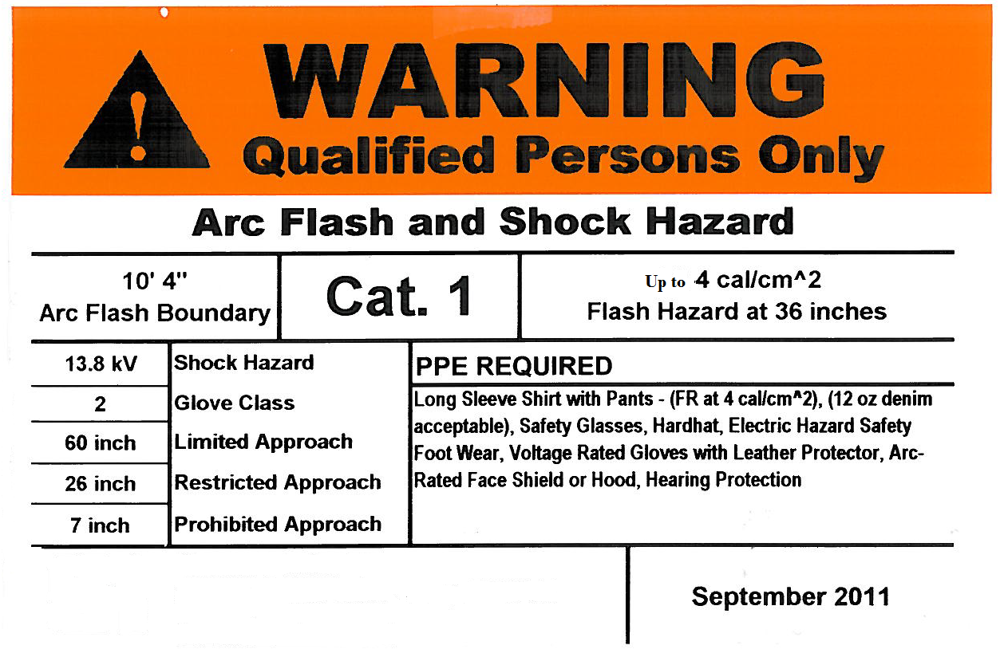 WARNING
Qualified Persons Only
Arc Flash and Shock Hazard
10' 4"
Arc Flash Boundary
Cat. 1
Up to 4 cal/cm^2
Flash Hazard at 36 inches
13.8 kV Shock Hazard
2 Glove Class
60 inch Limited Approach
26 inch Restricted Approach
7 inch Prohibited Approach
PPE REQUIRED
Long Sleeve Shirt with Pants - (FR at 4 cal/cm^2), (12 oz denim
acceptable), Safety Glasses, Hardhat, Electric Hazard Safety
Foot Wear, Voltage Rated Gloves with Leather Protector, Arc-
Rated Face Shield or Hood, Hearing Protection
September 2011